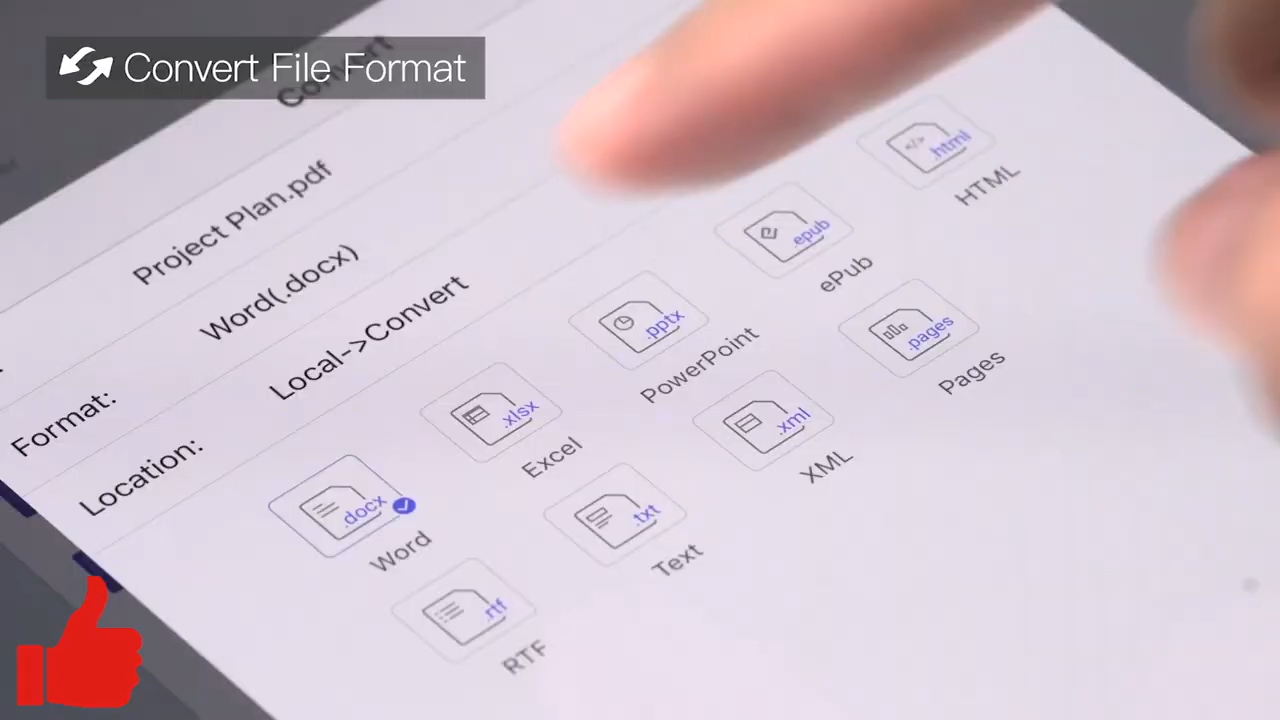 Convert File Format
Convert
Project Plan.pdf
Format:
Word(.docx)
Location:
Local->Convert
.docx
Word
.xlsx
Excel
.pptx
PowerPoint
.epub
ePub
</>
.html
HTML
.rtf
RTF
.txt
Text
.xml
XML
.pages
Pages